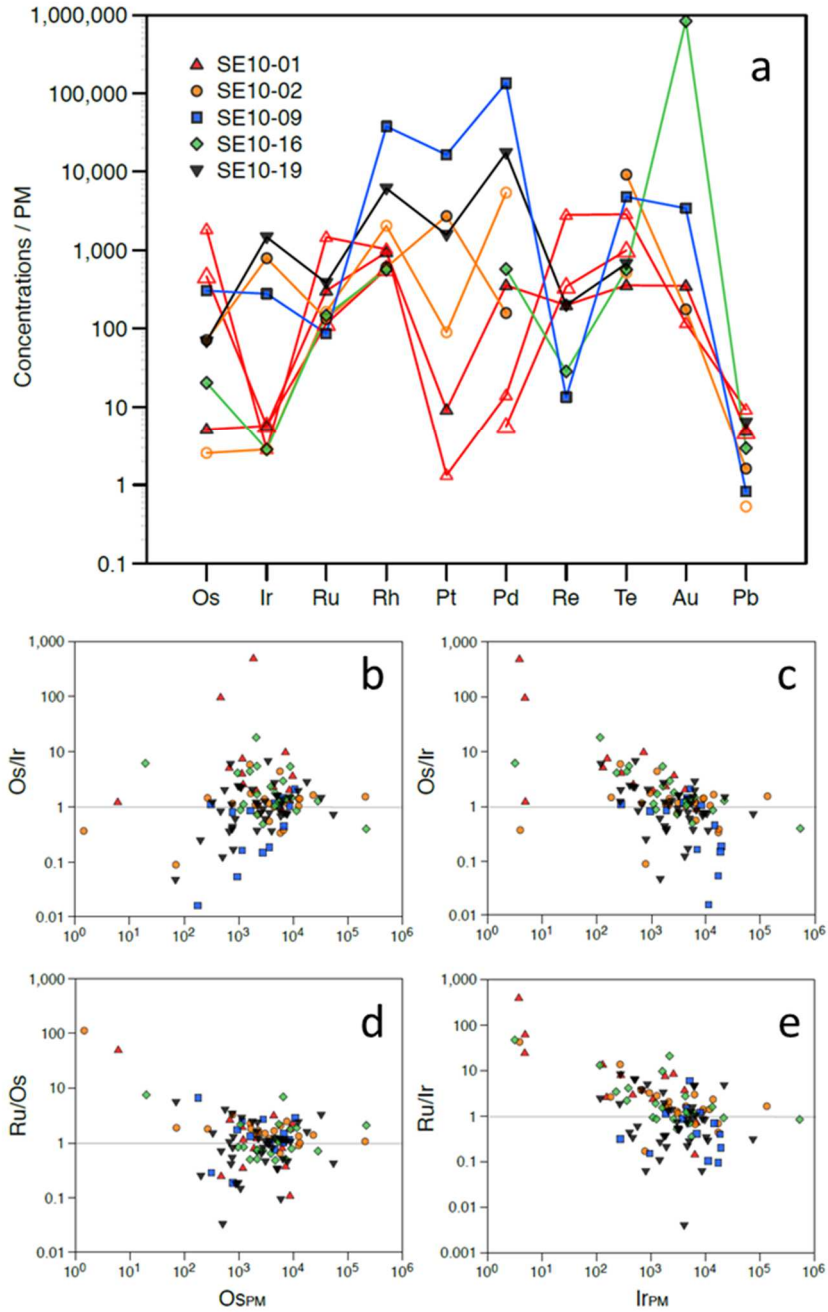 1,000,000
100,000
10,000
1,000
100
10
1
0.1
Concentrations / PM
a
SE10-01
SE10-02
SE10-09
SE10-16
SE10-19
Os Ir Ru Rh Pt Pd Re Te Au Pb
1,000
100
10
1
0.1
0.01
Os/Ir
b
10⁰ 10¹ 10² 10³ 10⁴ 10⁵ 10⁶
1,000
100
10
1
0.1
0.01
Os/Ir
c
10⁰ 10¹ 10² 10³ 10⁴ 10⁵ 10⁶
1,000
100
10
1
0.1
0.01
Ru/Os
d
10⁰ 10¹ 10² 10³ 10⁴ 10⁵ 10⁶
OsPM
1,000
100
10
1
0.1
0.01
0.001
Ru/Ir
e
10⁰ 10¹ 10² 10³ 10⁴ 10⁵ 10⁶
IrPM